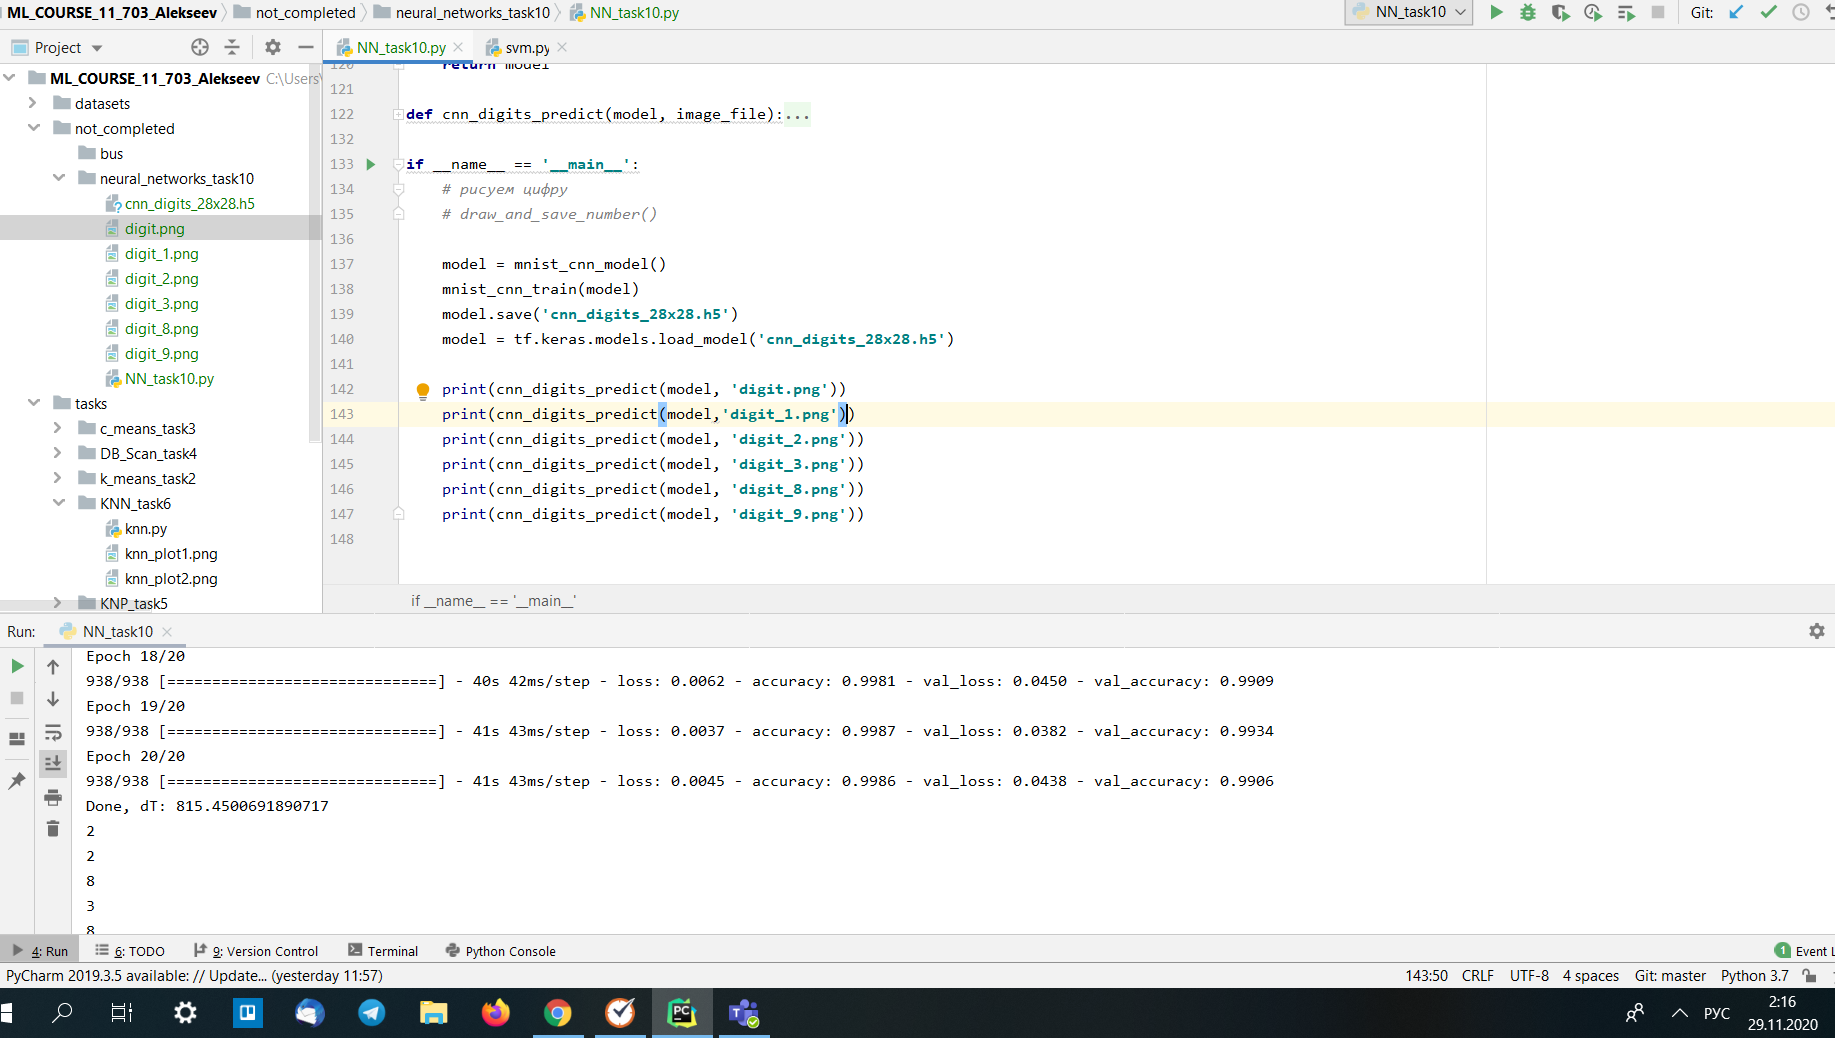 ML_COURSE_11_703_Alekseev not_completed neural_networks_task10 NN_task10.py NN_task10 Git:
Project
NN_task10.py svm.py
ML_COURSE_11_703_Alekseev C:\Users\
datasets
not_completed
bus
neural_networks_task10
cnn_digits_28x28.h5
digit.png
digit_1.png
digit_2.png
digit_3.png
digit_8.png
digit_9.png
NN_task10.py
tasks
c_means_task3
DB_Scan_task4
k_means_task2
KNN_task6
knn.py
knn_plot1.png
knn_plot2.png
KNP_task5
120 return model
121
122 def cnn_digits_predict(model, image_file):...
132
133 if __name__ == '__main__':
134 # рисуем цифру
135 # draw_and_save_number()
136
137 model = mnist_cnn_model()
138 mnist_cnn_train(model)
139 model.save('cnn_digits_28x28.h5')
140 model = tf.keras.models.load_model('cnn_digits_28x28.h5')
141
142 print(cnn_digits_predict(model, 'digit.png'))
143 print(cnn_digits_predict(model,'digit_1.png'))
144 print(cnn_digits_predict(model, 'digit_2.png'))
145 print(cnn_digits_predict(model, 'digit_3.png'))
146 print(cnn_digits_predict(model, 'digit_8.png'))
147 print(cnn_digits_predict(model, 'digit_9.png'))
148
if __name__ == '__main__'
Run: NN_task10
Epoch 18/20
938/938 [==============================] - 40s 42ms/step - loss: 0.0062 - accuracy: 0.9981 - val_loss: 0.0450 - val_accuracy: 0.9909
Epoch 19/20
938/938 [==============================] - 41s 43ms/step - loss: 0.0037 - accuracy: 0.9987 - val_loss: 0.0382 - val_accuracy: 0.9934
Epoch 20/20
938/938 [==============================] - 41s 43ms/step - loss: 0.0045 - accuracy: 0.9986 - val_loss: 0.0438 - val_accuracy: 0.9906
Done, dT: 815.4500691890717
2
2
8
3
8
4: Run 6: TODO 9: Version Control Terminal Python Console 1 Event L
PyCharm 2019.3.5 available: // Update... (yesterday 11:57) 143:50 CRLF UTF-8 4 spaces Git: master Python 3.7
РУС
2:16
29.11.2020